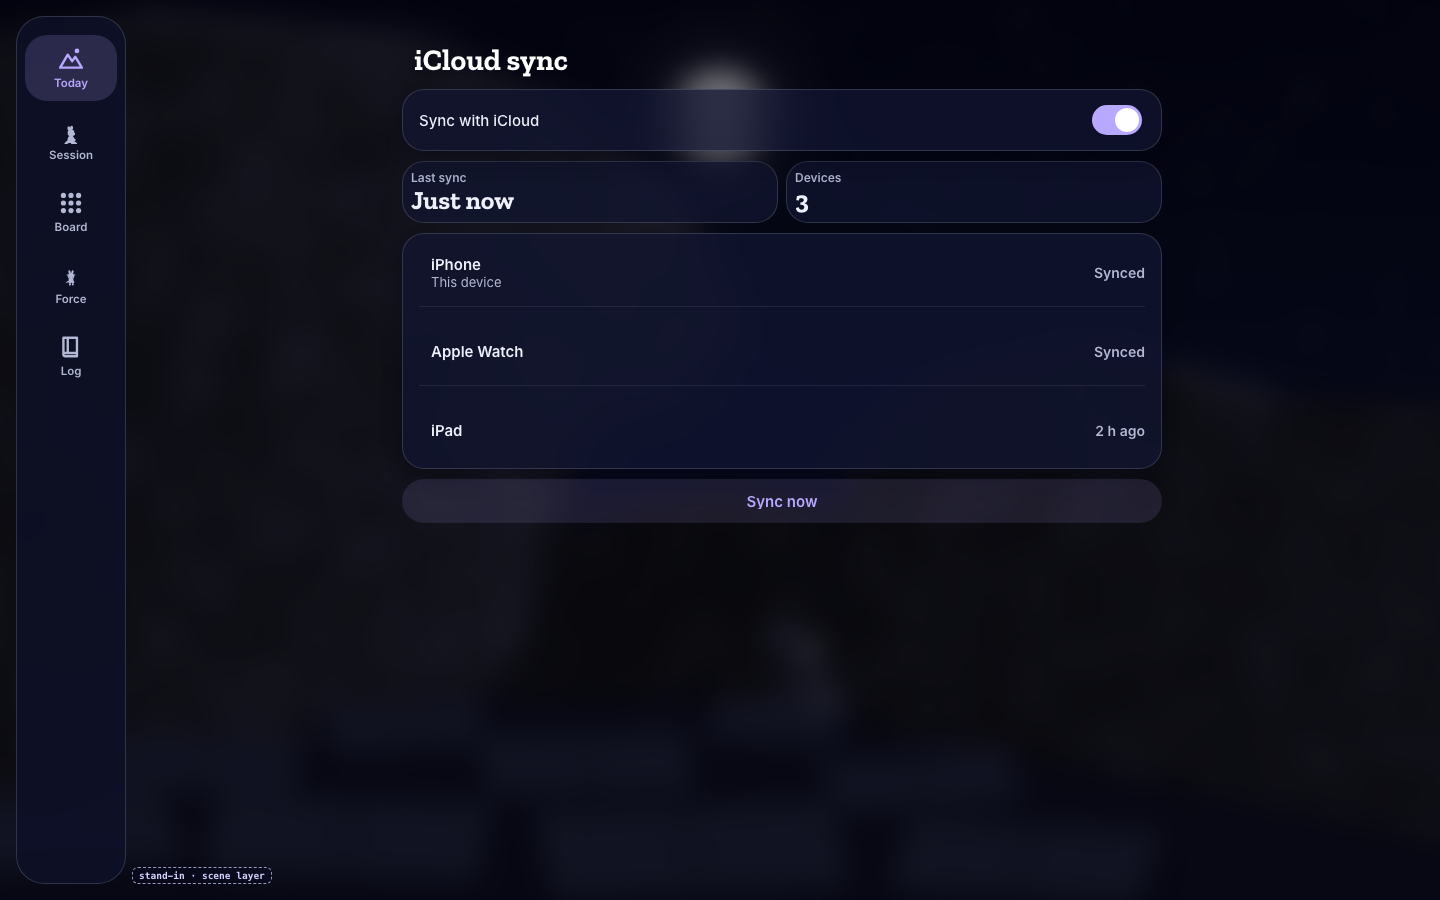 Today
Session
Board
Force
Log
iCloud sync
Sync with iCloud
Last sync
Just now
Devices
3
iPhone
This device
Synced
Apple Watch
Synced
iPad
2 h ago
Sync now
stand-in · scene layer